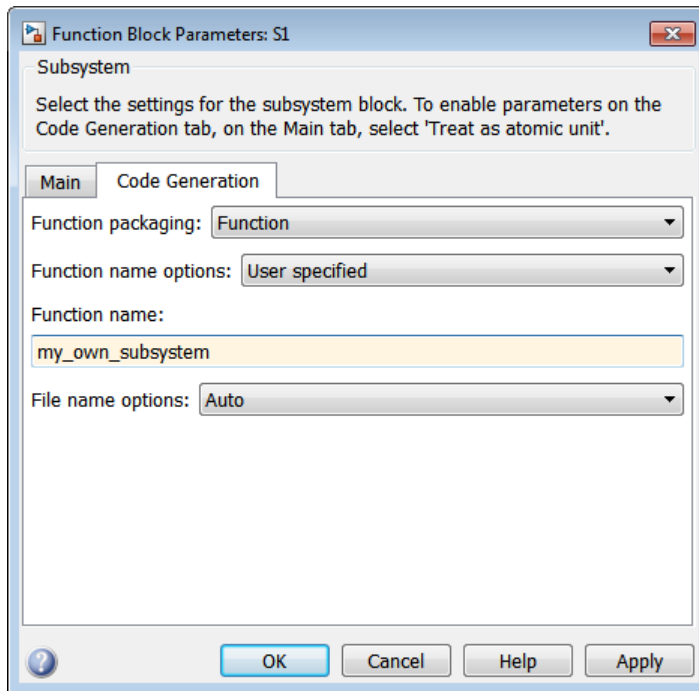 Function Block Parameters: S1
Subsystem
Select the settings for the subsystem block. To enable parameters on the
Code Generation tab, on the Main tab, select 'Treat as atomic unit'.
Main Code Generation
Function packaging: Function
Function name options: User specified
Function name:
my_own_subsystem
File name options: Auto
? OK Cancel Help Apply